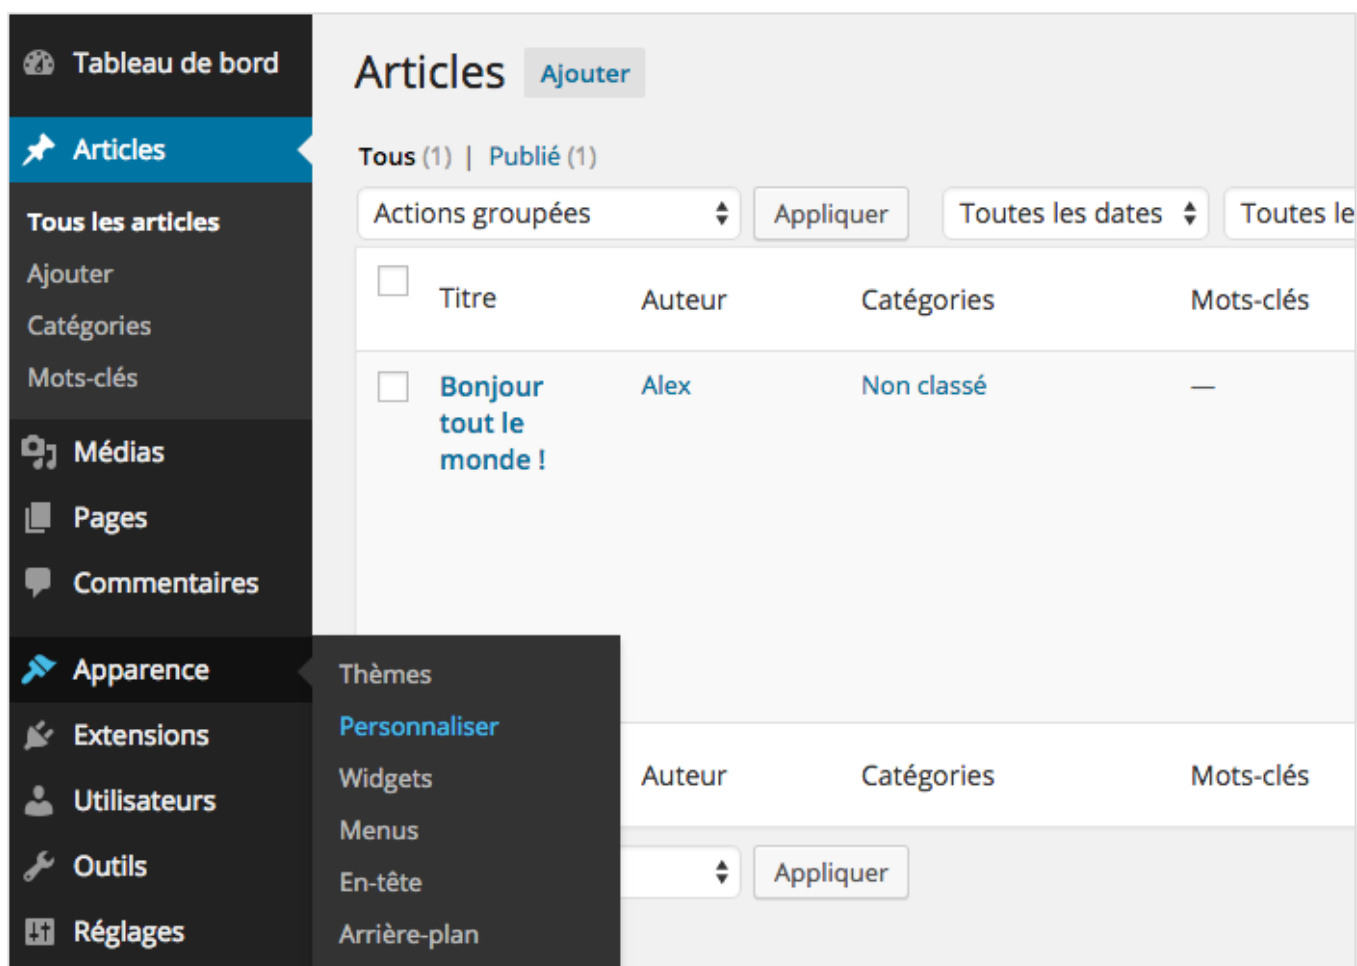 Tableau de bord
Articles
Tous les articles
Ajouter
Catégories
Mots-clés
Médias
Pages
Commentaires
Apparence
Extensions
Utilisateurs
Outils
Réglages
Thèmes
Personnaliser
Widgets
Menus
En-tête
Arrière-plan
Articles Ajouter
Tous (1) | Publié (1)
Actions groupées Appliquer Toutes les dates Toutes le
Titre Auteur Catégories Mots-clés
Bonjour Alex Non classé —
tout le
monde !
Auteur Catégories Mots-clés
Appliquer